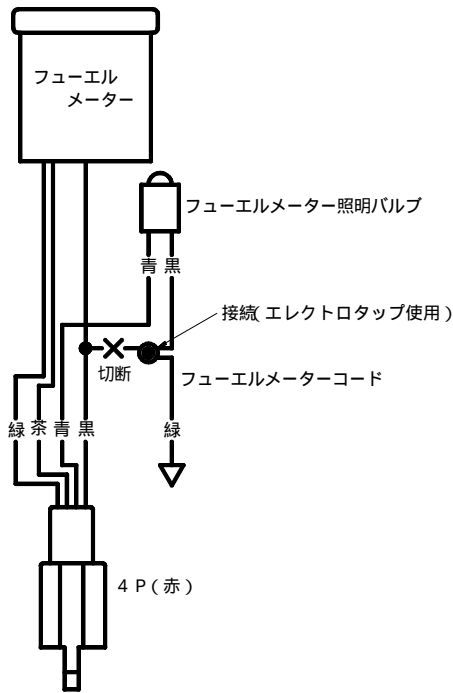 フューエル
メーター
フューエルメーター照明バルブ
青 黒
接続(エレクトロタップ使用)
切断
フューエルメーターコード
緑 茶 青 黒
緑
4P(赤)